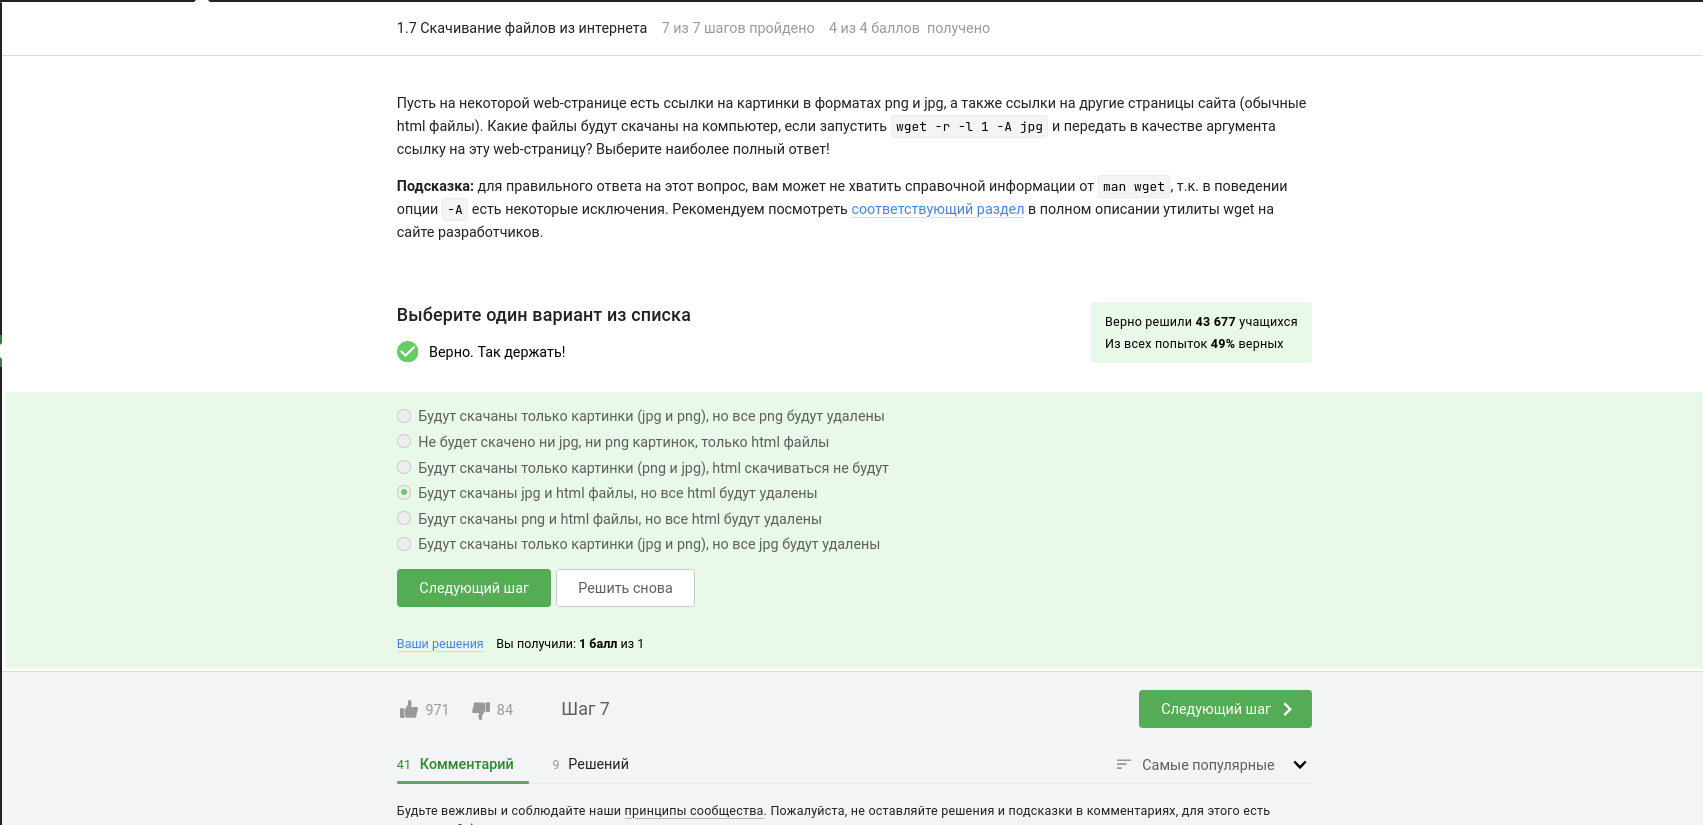 1.7 Скачивание файлов из интернета 7 из 7 шагов пройдено 4 из 4 баллов получено
Пусть на некоторой web-странице есть ссылки на картинки в форматах png и jpg, а также ссылки на другие страницы сайта (обычные
html файлы). Какие файлы будут скачаны на компьютер, если запустить wget -r -l 1 -A jpg и передать в качестве аргумента
ссылку на эту web-страницу? Выберите наиболее полный ответ!
Подсказка: для правильного ответа на этот вопрос, вам может не хватить справочной информации от man wget, т.к. в поведении
опции -A есть некоторые исключения. Рекомендуем посмотреть соответствующий раздел в полном описании утилиты wget на
сайте разработчиков.
Выберите один вариант из списка
Верно. Так держать!
Верно решили 43 677 учащихся
Из всех попыток 49% верных
Будут скачаны только картинки (jpg и png), но все png будут удалены
Не будет скачено ни jpg, ни png картинок, только html файлы
Будут скачаны только картинки (png и jpg), html скачиваться не будут
Будут скачаны jpg и html файлы, но все html будут удалены
Будут скачаны png и html файлы, но все html будут удалены
Будут скачаны только картинки (jpg и png), но все jpg будут удалены
Следующий шаг Решить снова
Ваши решения Вы получили: 1 балл из 1
971 84 Шаг 7 Следующий шаг
41 Комментарий 9 Решений Самые популярные
Будьте вежливы и соблюдайте наши принципы сообщества. Пожалуйста, не оставляйте решения и подсказки в комментариях, для этого есть